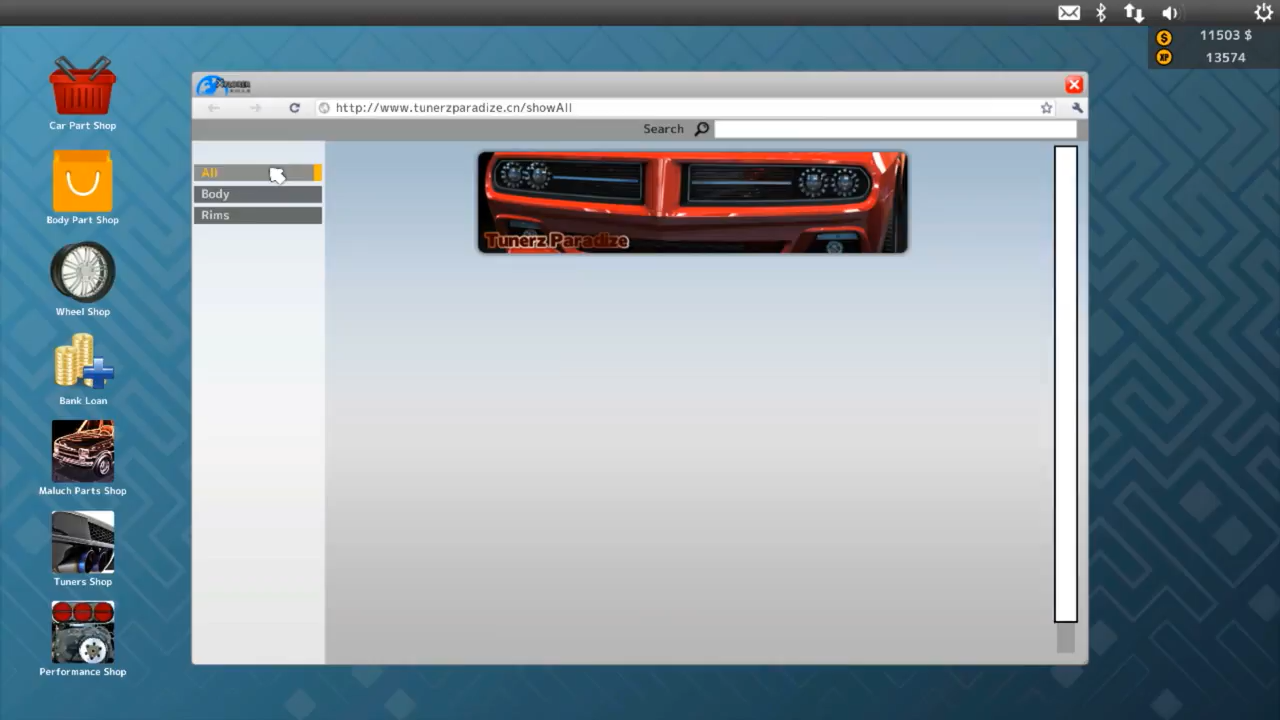 11503 $
13574
Car Part Shop
Body Part Shop
Wheel Shop
Bank Loan
Maluch Parts Shop
Tuners Shop
Performance Shop
http://www.tunerzparadize.cn/showAll
Search
All
Body
Rims
Tunerz Paradize
$
XP